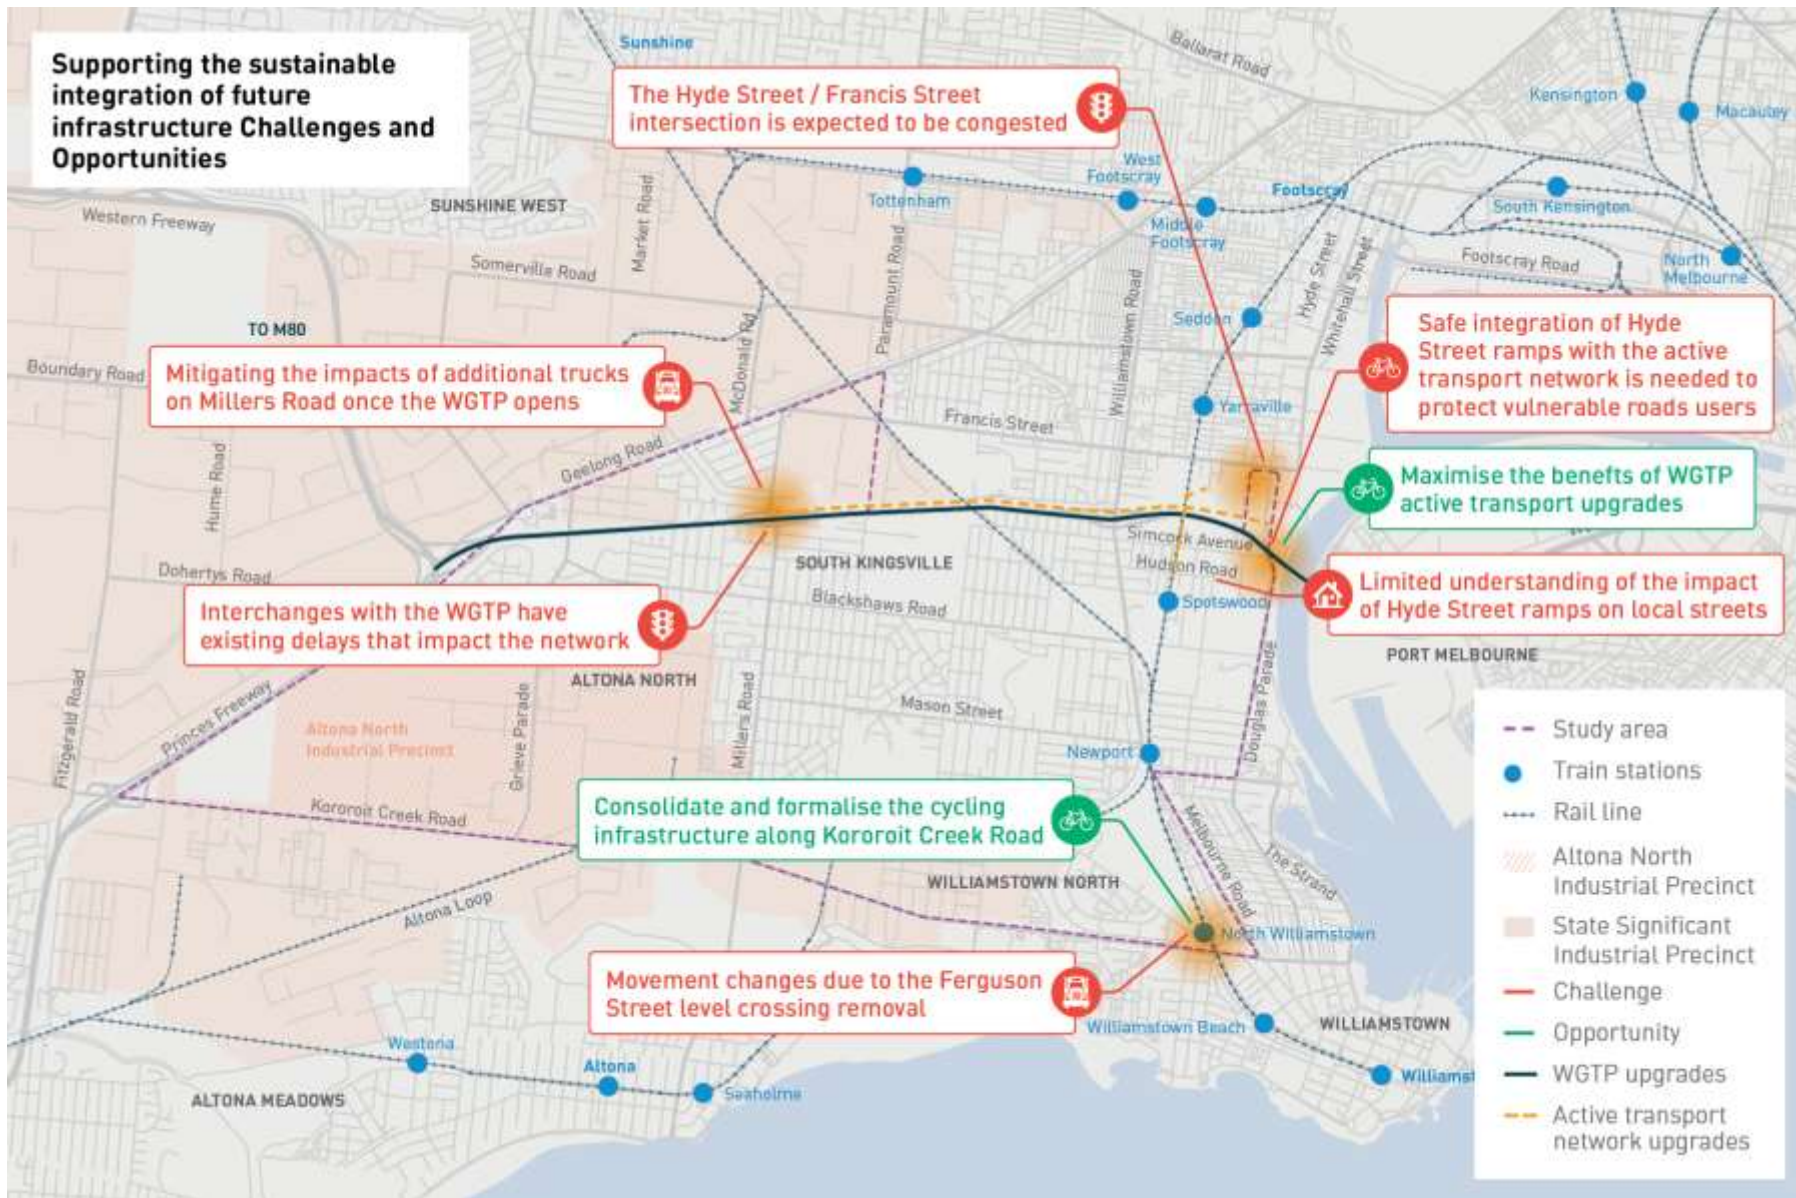 Supporting the sustainable
integration of future
infrastructure Challenges and
Opportunities
Sunshine
Ballarat Road
The Hyde Street / Francis Street
intersection is expected to be congested
Kensington
Macauley
West
Footscray
Tottenham
Middle
Footscray
Footscray
South Kensington
North
Melbourne
Footscray Road
SUNSHINE WEST
Western Freeway
Market Road
Somerville Road
Paramount Road
Williamstown Road
Hyde Street
Whitehall Street
Seddon
TO M80
Boundary Road
McDonald Rd
Mitigating the impacts of additional trucks
on Millers Road once the WGTP opens
Safe integration of Hyde
Street ramps with the active
transport network is needed to
protect vulnerable roads users
Yarraville
Francis Street
Geelong Road
Hume Road
Maximise the benefts of WGTP
active transport upgrades
Simcock Avenue
Hudson Road
SOUTH KINGSVILLE
Dohertys Road
Blackshaws Road
Spotswood
Interchanges with the WGTP have
existing delays that impact the network
Limited understanding of the impact
of Hyde Street ramps on local streets
PORT MELBOURNE
ALTONA NORTH
Fitzgerald Road
Princes Freeway
Altona North
Industrial Precinct
Grieve Parade
Millers Road
Mason Street
Douglas Parade
Newport
Kororoit Creek Road
Consolidate and formalise the cycling
infrastructure along Kororoit Creek Road
Melbourne Road
The Strand
WILLIAMSTOWN NORTH
Altona Loop
North Williamstown
Movement changes due to the Ferguson
Street level crossing removal
Williamstown Beach
WILLIAMSTOWN
Westona
Altona
Seaholme
Williamst
ALTONA MEADOWS
Study area
Train stations
Rail line
Altona North
Industrial Precinct
State Significant
Industrial Precinct
Challenge
Opportunity
WGTP upgrades
Active transport
network upgrades